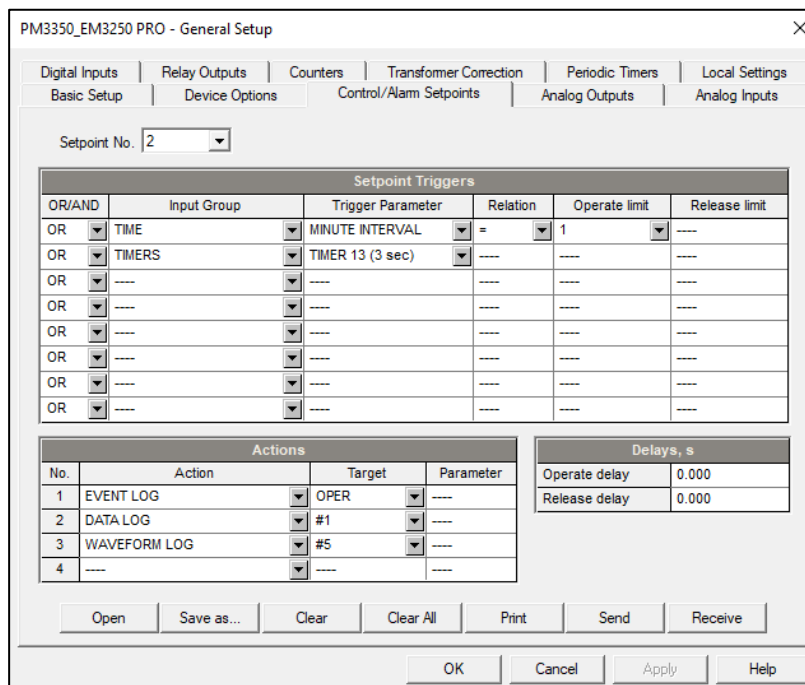 PM3350_EM3250 PRO - General Setup
Digital Inputs Relay Outputs Counters Transformer Correction Periodic Timers Local Settings
Basic Setup Device Options Control/Alarm Setpoints Analog Outputs Analog Inputs
Setpoint No. 2
Setpoint Triggers
OR/AND Input Group Trigger Parameter Relation Operate limit Release limit
OR TIME MINUTE INTERVAL = 1 ----
OR TIMERS TIMER 13 (3 sec) ---- ---- ----
OR ---- ---- ---- ---- ----
OR ---- ---- ---- ---- ----
OR ---- ---- ---- ---- ----
OR ---- ---- ---- ---- ----
OR ---- ---- ---- ---- ----
OR ---- ---- ---- ---- ----
Actions
No. Action Target Parameter
1 EVENT LOG OPER ----
2 DATA LOG #1 ----
3 WAVEFORM LOG #5 ----
4 ---- ---- ----
Delays, s
Operate delay 0.000
Release delay 0.000
Open Save as... Clear Clear All Print Send Receive
OK Cancel Apply Help